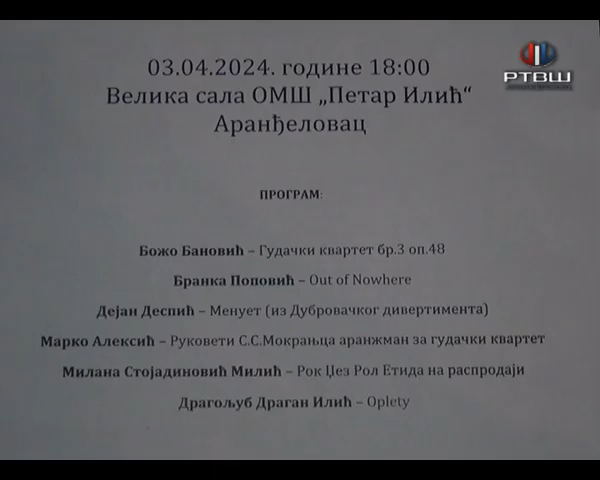 РТВШ
03.04.2024. године 18:00
Велика сала ОМШ „Петар Илић“
Аранђеловац
ПРОГРАМ:
Божо Бановић – Гудачки квартет бр.3 оп.48
Бранка Поповић – Out of Nowhere
Дејан Деспић – Менует (из Дубровачког дивертимента)
Марко Алексић – Руковети С.С.Мокрањца аранжман за гудачки квартет
Милана Стојадиновић Милић – Рок Џез Рол Етида на распродаји
Драгољуб Драган Илић – Oplety